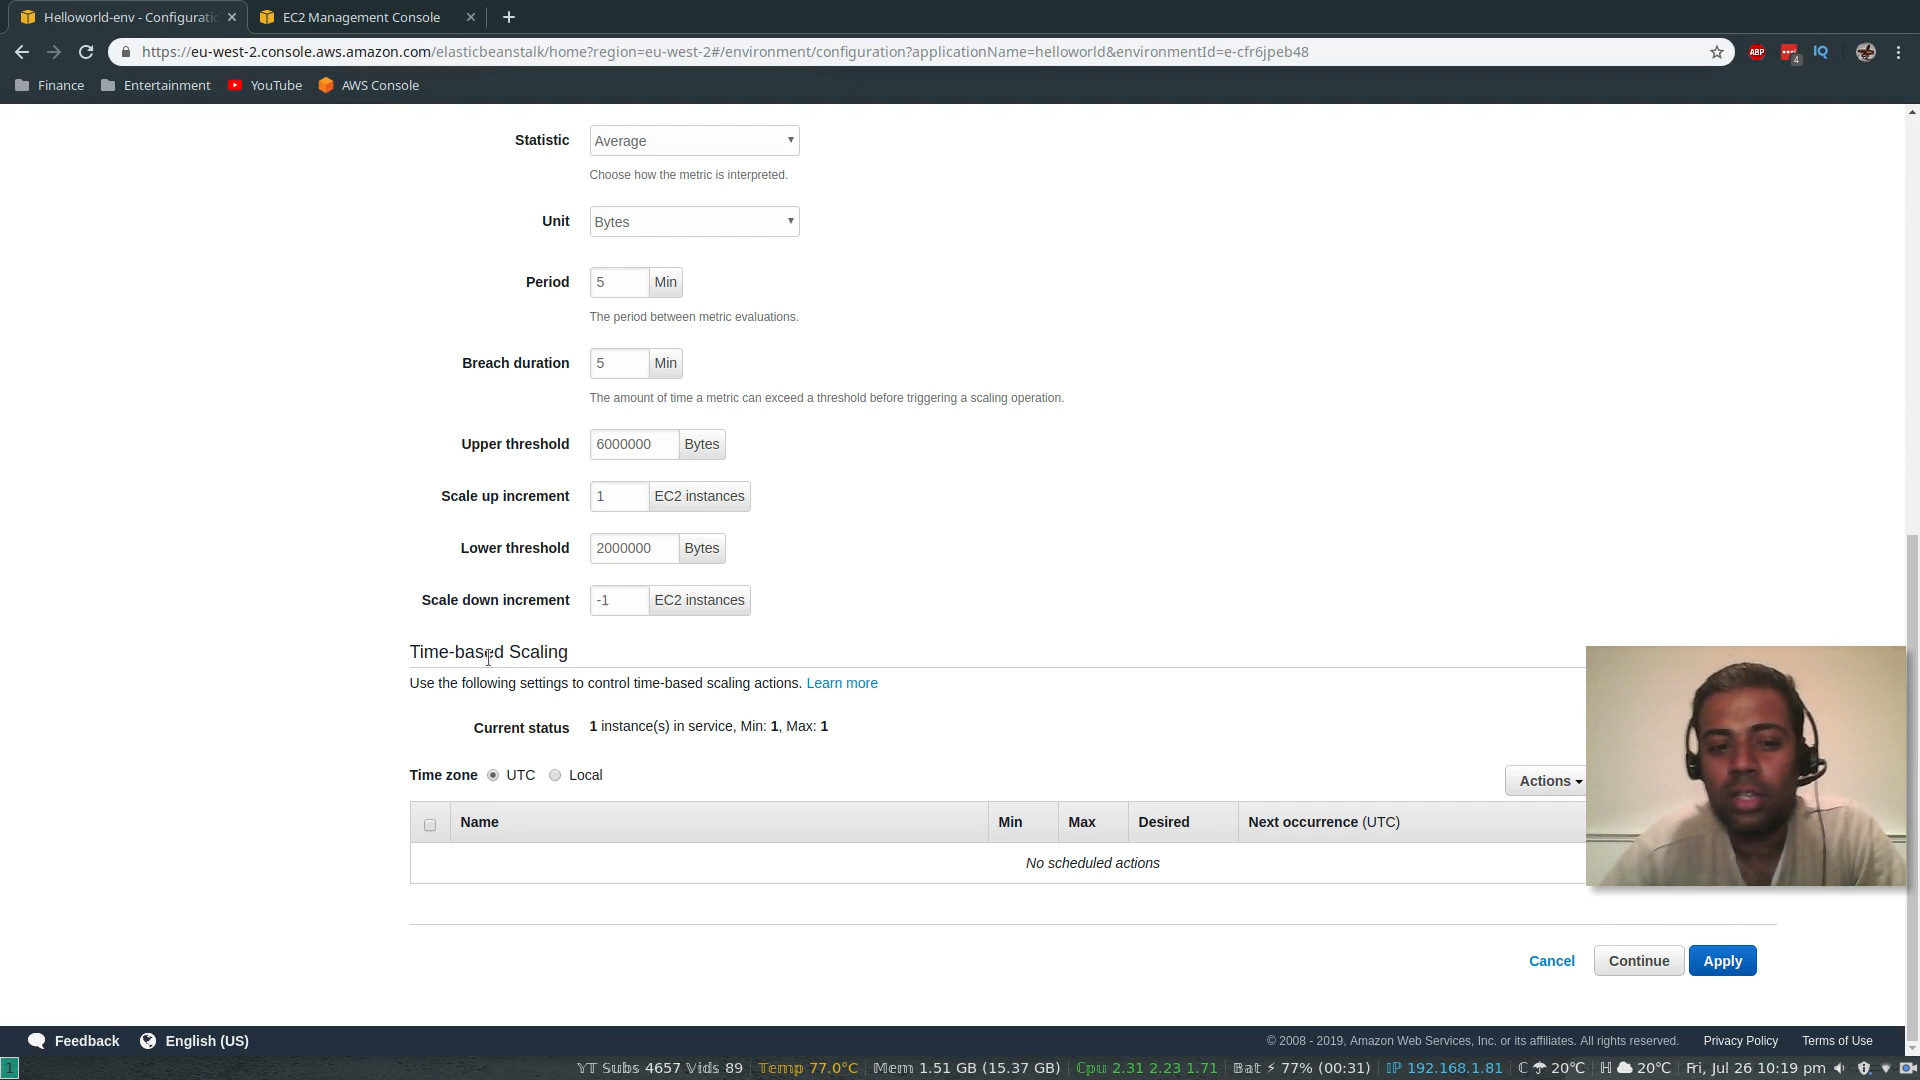 Helloworld-env - Configuratio
EC2 Management Console
https://eu-west-2.console.aws.amazon.com/elasticbeanstalk/home?region=eu-west-2#/environment/configuration?applicationName=helloworld&environmentId=e-cfr6jpeb48
ABP
4
IQ
Finance
Entertainment
YouTube
AWS Console
Statistic
Average
Choose how the metric is interpreted.
Unit
Bytes
Period
5 Min
The period between metric evaluations.
Breach duration
5 Min
The amount of time a metric can exceed a threshold before triggering a scaling operation.
Upper threshold
6000000 Bytes
Scale up increment
1 EC2 instances
Lower threshold
2000000 Bytes
Scale down increment
-1 EC2 instances
Time-based Scaling
Use the following settings to control time-based scaling actions. Learn more
Current status
1 instance(s) in service, Min: 1, Max: 1
Time zone UTC Local
Actions
Name Min Max Desired Next occurrence (UTC)
No scheduled actions
Cancel Continue Apply
Feedback English (US)
© 2008 - 2019, Amazon Web Services, Inc. or its affiliates. All rights reserved. Privacy Policy Terms of Use
1
YT Subs 4657 Vids 89 Temp 77.0°C Mem 1.51 GB (15.37 GB) Cpu 2.31 2.23 1.71 Bat ⚡ 77% (00:31) IP 192.168.1.81 C ☂ 20°C H ☁ 20°C Fri, Jul 26 10:19 pm